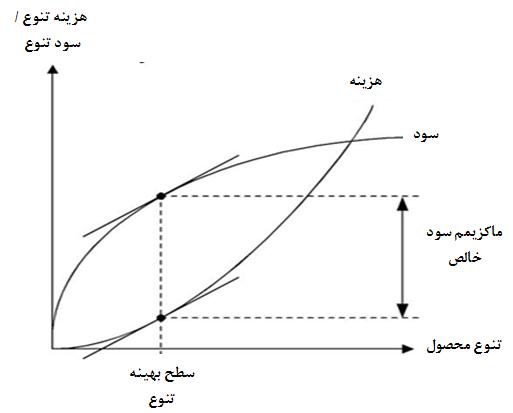 هزینه تنوع /
سود تنوع
هزینه
سود
ماکزیمم سود
خالص
تنوع محصول
سطح بهینه
تنوع